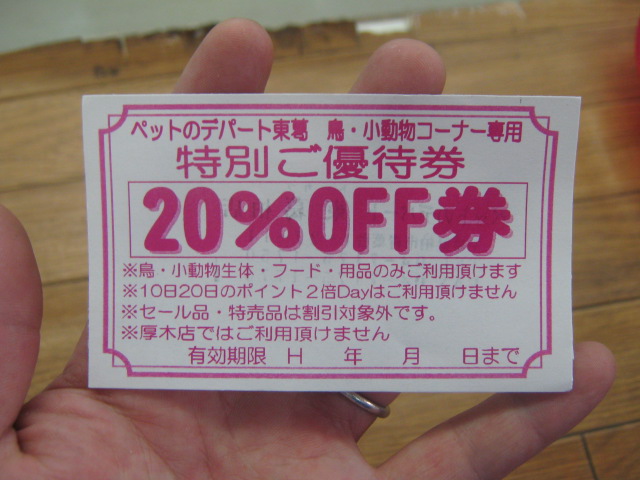 ペットのデパート東葛 鳥・小動物コーナー専用
特別ご優待券
20%OFF券
※鳥・小動物生体・フード・用品のみご利用頂けます
※10日20日のポイント2倍Dayはご利用頂けません
※セール品・特売品は割引対象外です。
※厚木店ではご利用頂けません
有効期限 H 年 月 日まで